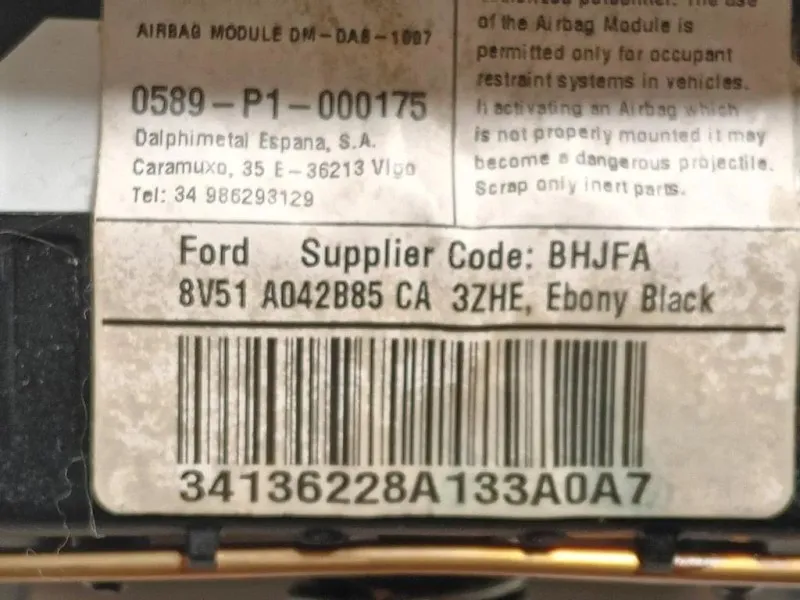 AIRBAG MODULE DM-DAB-1007
0589-P1-000175
Dalphimetal Espana, S.A.
Caramuxo, 35 E-36213 Vigo
Tel: 34 986293129
The use
of the Airbag Module is
permitted only for occupant
restraint systems in vehicles.
If activating an Airbag which
is not properly mounted it may
become a dangerous projectile.
Scrap only inert parts.
Ford Supplier Code: BHJFA
8V51 A042B85 CA 3ZHE, Ebony Black
34136228A133A0A7